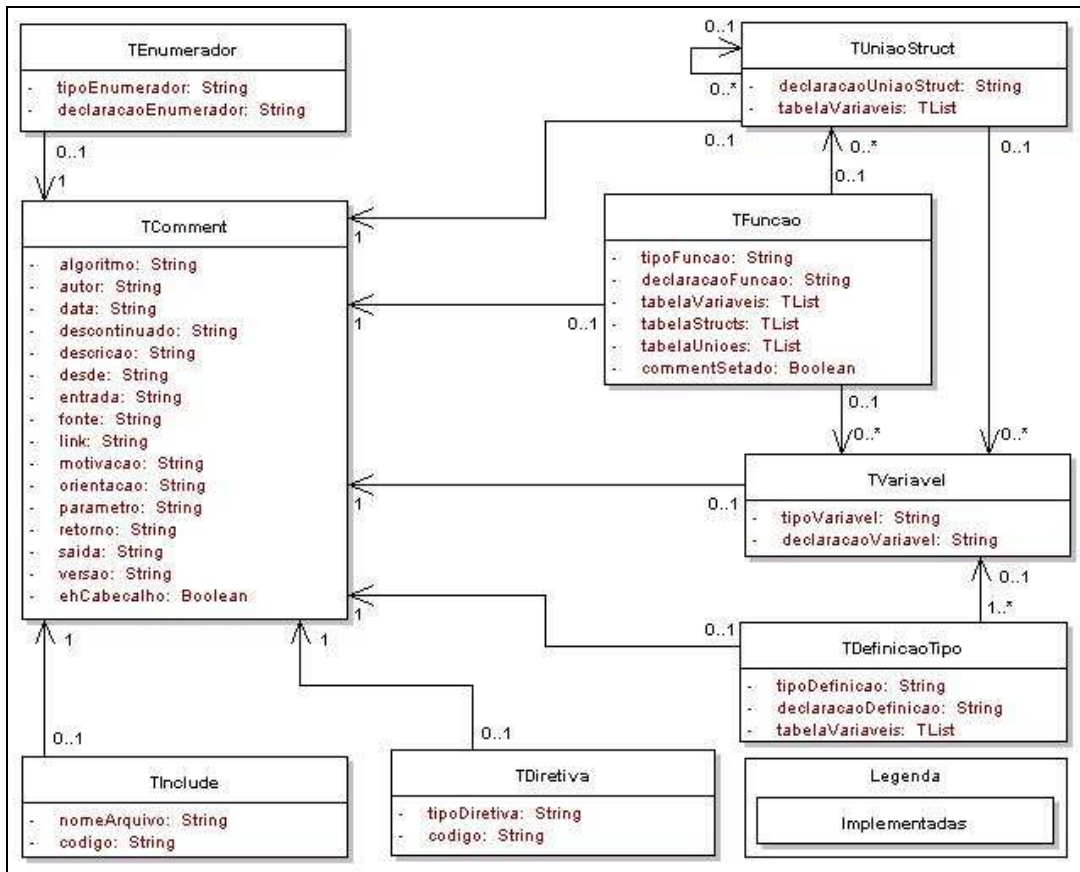 TEnumerador
- tipoEnumerador: String
- declaracaoEnumerador: String
0..1
1
TUniaoStruct
- declaracaoUniaoStruct: String
- tabelaVariaveis: TList
0..1
0..*
0..1
1
0..*
0..1
0..1
0..*
TComment
- algoritmo: String
- autor: String
- data: String
- descontinuado: String
- descricao: String
- desde: String
- entrada: String
- fonte: String
- link: String
- motivacao: String
- orientacao: String
- parametro: String
- retorno: String
- saida: String
- versao: String
- ehCabecalho: Boolean
TFuncao
- tipoFuncao: String
- declaracaoFuncao: String
- tabelaVariaveis: TList
- tabelaStructs: TList
- tabelaUnioes: TList
- commentSetado: Boolean
1
0..1
0..1
0..*
TVariavel
- tipoVariavel: String
- declaracaoVariavel: String
1
0..1
0..1
1..*
TDefinicaoTipo
- tipoDefinicao: String
- declaracaoDefinicao: String
- tabelaVariaveis: TList
1
0..1
1
0..1
TInclude
- nomeArquivo: String
- codigo: String
1
0..1
TDiretiva
- tipoDiretiva: String
- codigo: String
Legenda
Implementadas